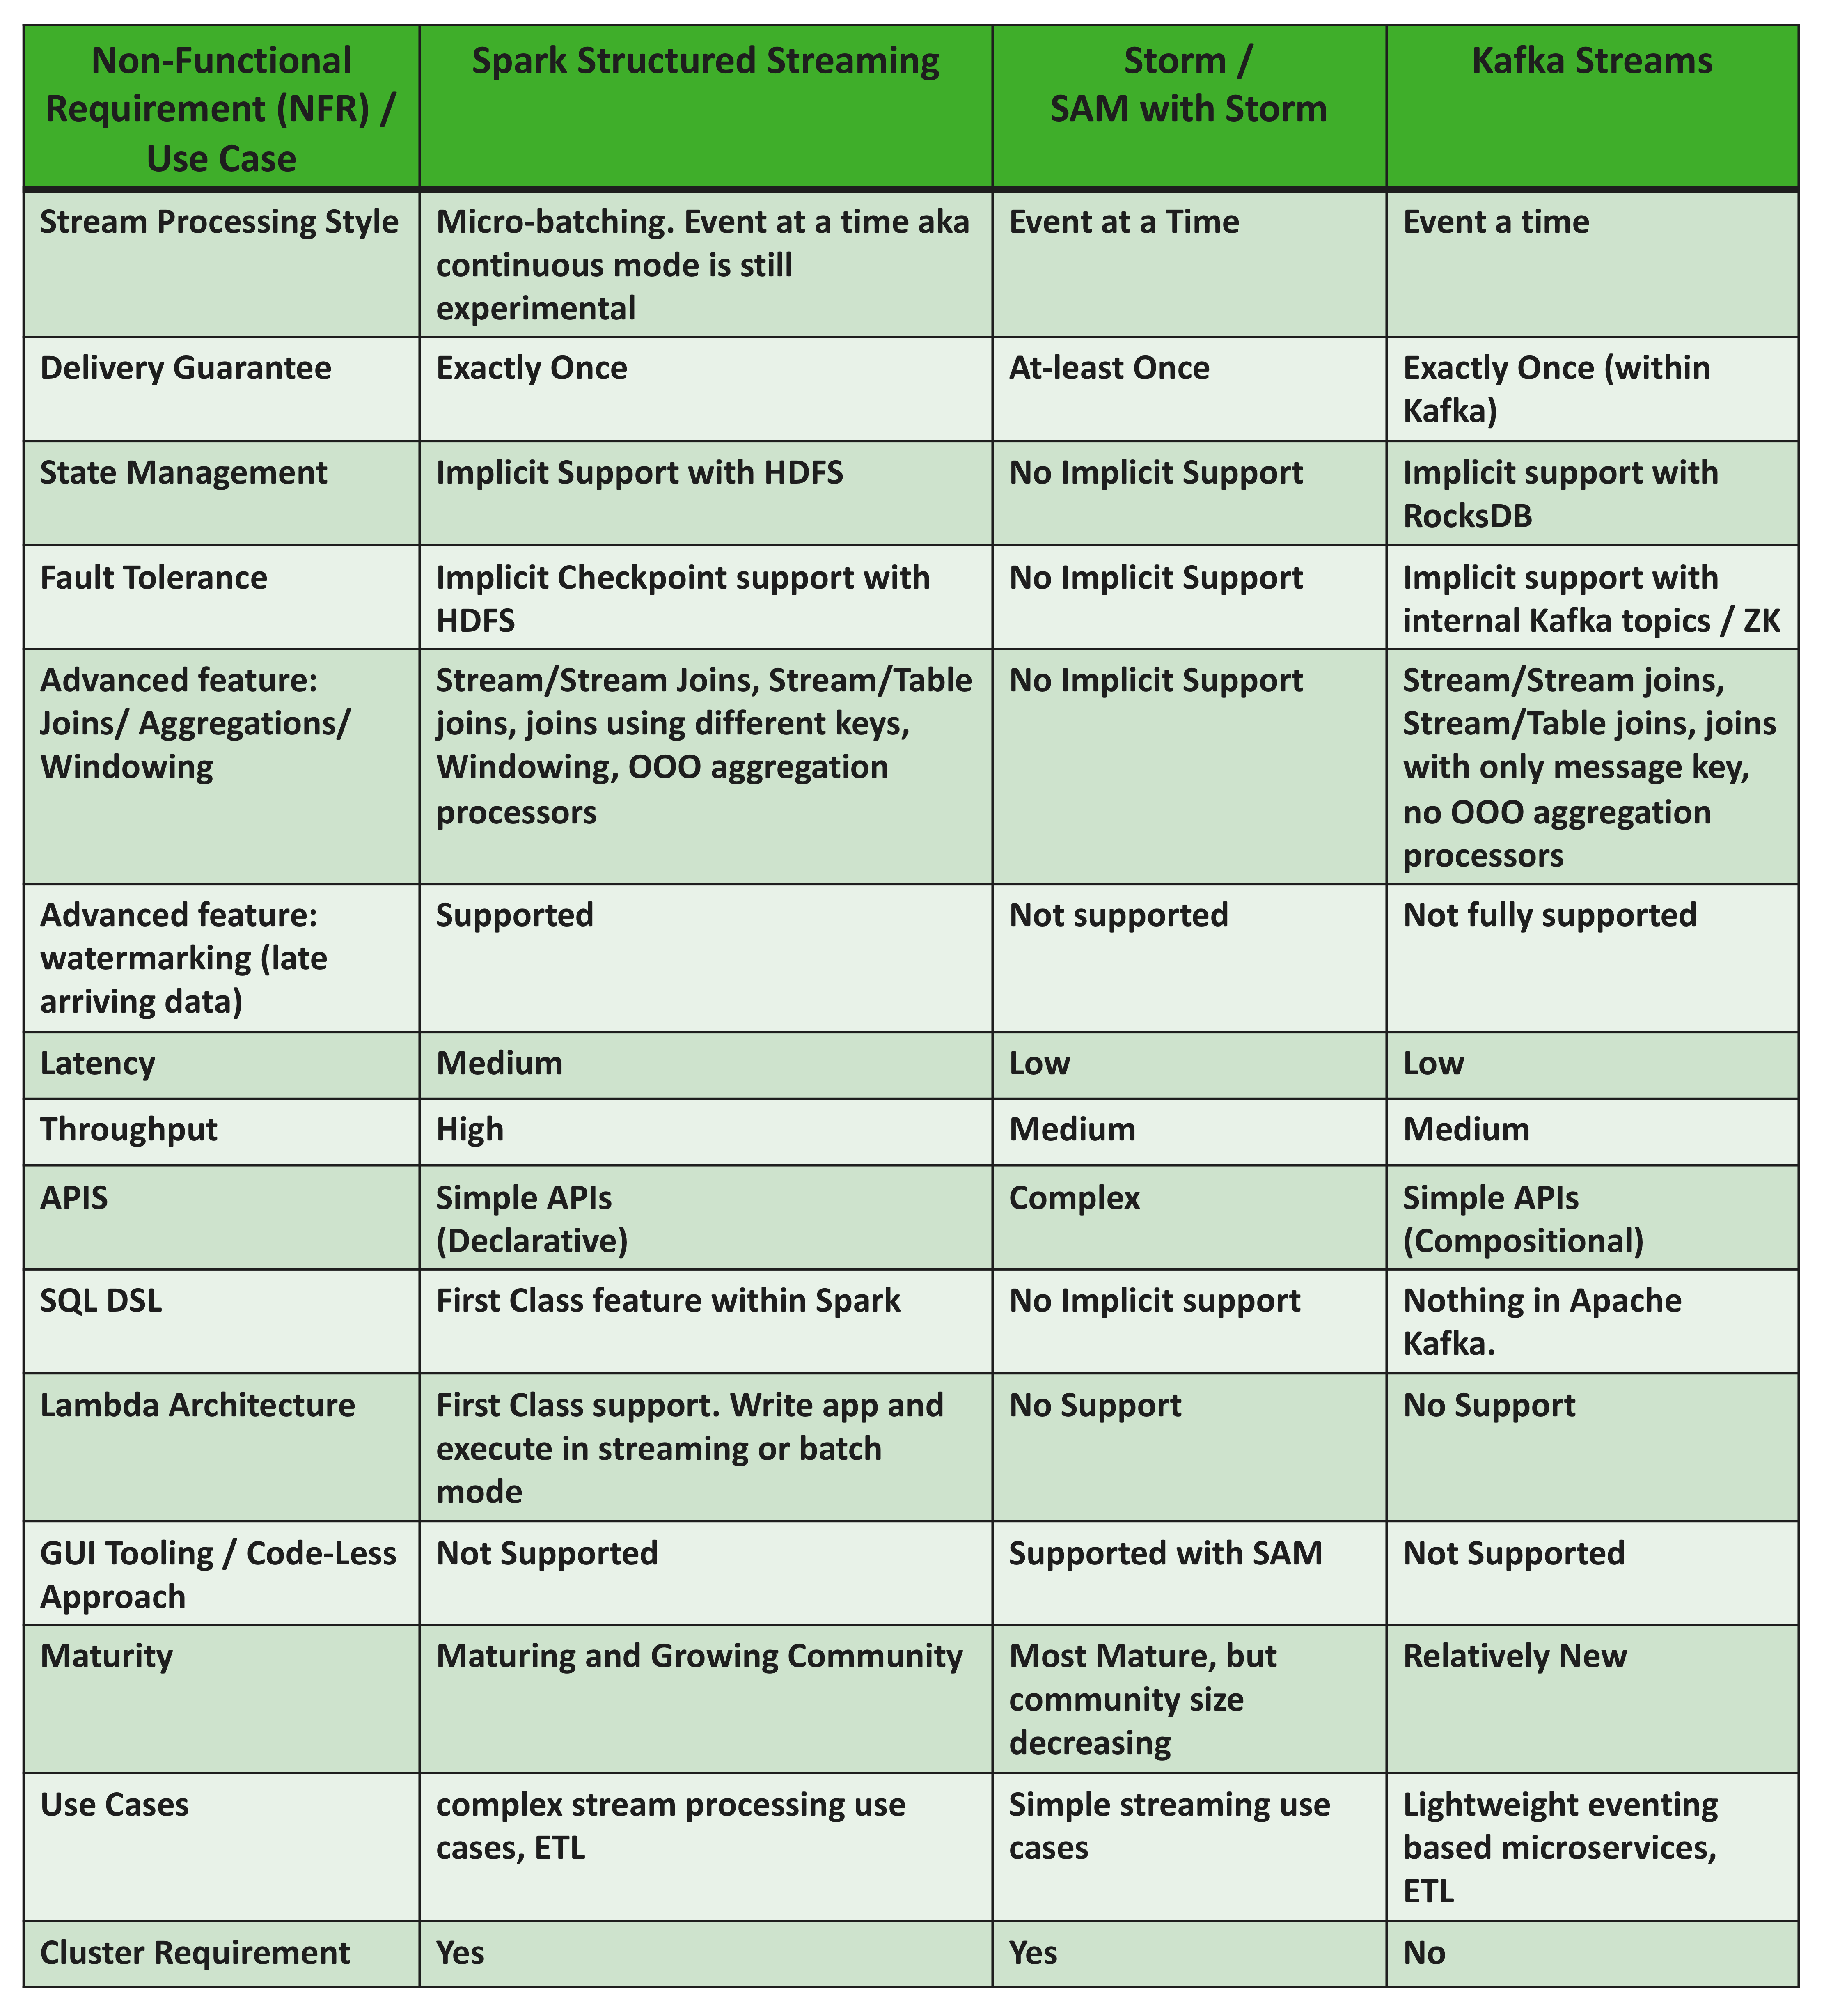 Non-Functional
Requirement (NFR) /
Use Case
Spark Structured Streaming
Storm /
SAM with Storm
Kafka Streams
Stream Processing Style
Micro-batching. Event at a time aka
continuous mode is still
experimental
Event at a Time
Event a time
Delivery Guarantee
Exactly Once
At-least Once
Exactly Once (within
Kafka)
State Management
Implicit Support with HDFS
No Implicit Support
Implicit support with
RocksDB
Fault Tolerance
Implicit Checkpoint support with
HDFS
No Implicit Support
Implicit support with
internal Kafka topics / ZK
Advanced feature:
Joins/ Aggregations/
Windowing
Stream/Stream Joins, Stream/Table
joins, joins using different keys,
Windowing, OOO aggregation
processors
No Implicit Support
Stream/Stream joins,
Stream/Table joins, joins
with only message key,
no OOO aggregation
processors
Advanced feature:
watermarking (late
arriving data)
Supported
Not supported
Not fully supported
Latency
Medium
Low
Low
Throughput
High
Medium
Medium
APIS
Simple APIs
(Declarative)
Complex
Simple APIs
(Compositional)
SQL DSL
First Class feature within Spark
No Implicit support
Nothing in Apache
Kafka.
Lambda Architecture
First Class support. Write app and
execute in streaming or batch
mode
No Support
No Support
GUI Tooling / Code-Less
Approach
Not Supported
Supported with SAM
Not Supported
Maturity
Maturing and Growing Community
Most Mature, but
community size
decreasing
Relatively New
Use Cases
complex stream processing use
cases, ETL
Simple streaming use
cases
Lightweight eventing
based microservices,
ETL
Cluster Requirement
Yes
Yes
No